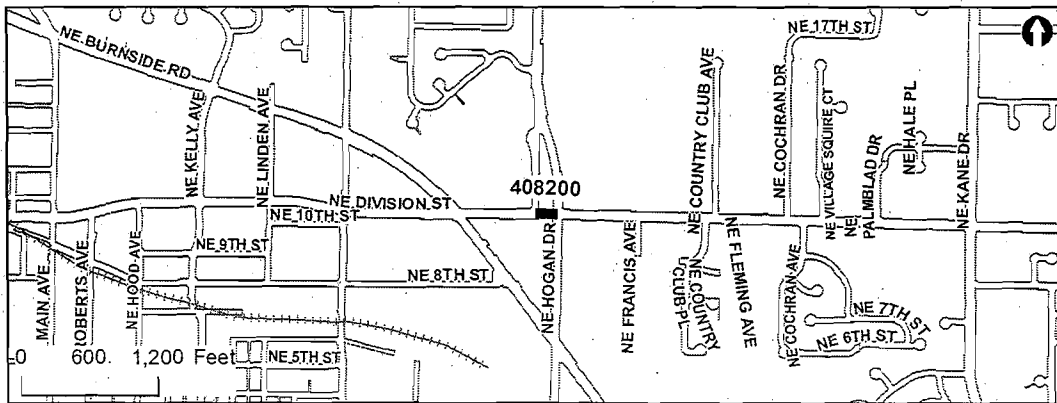 NE 17TH ST
NE BURNSIDE RD
NE KELLY AVE
NE LINDEN AVE
NE COUNTRY CLUB AVE
NE COCHRAN DR
NE VILLAGE SQUIRE CT
NE PALMBLAD DR
NE HALE PL
NE KANE DR
408200
NE DIVISION ST
NE 10TH ST
NE 9TH ST
NE 8TH ST
NE HOGAN DR
NE FRANCIS AVE
NE COUNTRY
CLUB PL
NE FLEMING AVE
NE COCHRAN AVE
NE 7TH ST
NE 6TH ST
MAIN AVE
ROBERTS AVE
NE HOOD AVE
NE 5TH ST
0 600 1,200 Feet